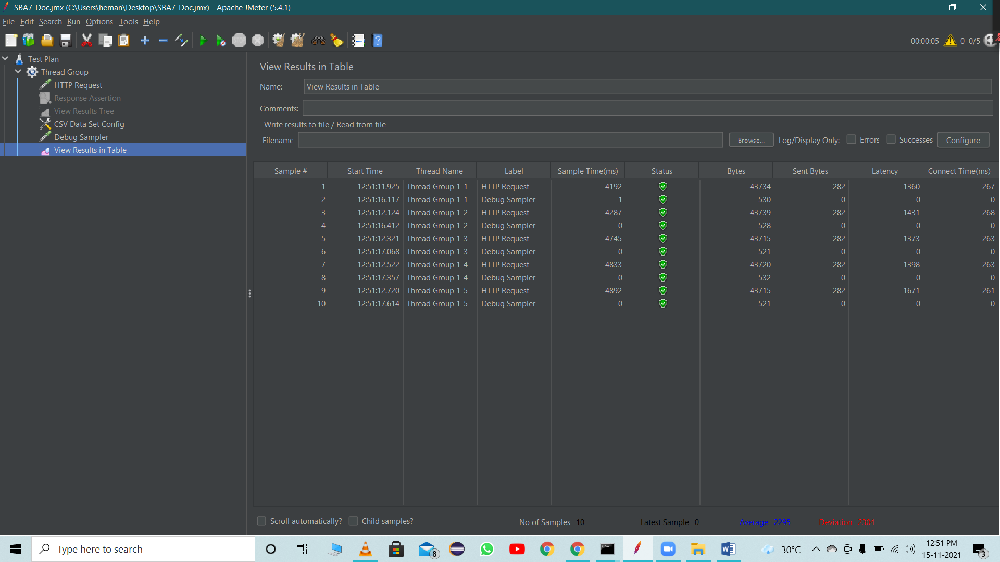 SBA7_Doc.jmx (C:\Users\heman\Desktop\SBA7_Doc.jmx) - Apache JMeter (5.4.1)
File Edit Search Run Options Tools Help
STOP 00:00:05 0 0/5
Test Plan
Thread Group
HTTP Request
Response Assertion
View Results Tree
CSV Data Set Config
Debug Sampler
View Results in Table
View Results in Table
Name: View Results in Table
Comments:
Write results to file / Read from file
Filename Browse... Log/Display Only: Errors Successes Configure
Sample # Start Time Thread Name Label Sample Time(ms) Status Bytes Sent Bytes Latency Connect Time(ms)
1 12:51:11.925 Thread Group 1-1 HTTP Request 4192 43734 282 1360 267
2 12:51:16.117 Thread Group 1-1 Debug Sampler 1 530 0 0 0
3 12:51:12.124 Thread Group 1-2 HTTP Request 4287 43739 282 1431 268
4 12:51:16.412 Thread Group 1-2 Debug Sampler 0 528 0 0 0
5 12:51:12.321 Thread Group 1-3 HTTP Request 4745 43715 282 1373 263
6 12:51:17.068 Thread Group 1-3 Debug Sampler 0 521 0 0 0
7 12:51:12.522 Thread Group 1-4 HTTP Request 4833 43720 282 1398 263
8 12:51:17.357 Thread Group 1-4 Debug Sampler 0 532 0 0 0
9 12:51:12.720 Thread Group 1-5 HTTP Request 4892 43715 282 1671 261
10 12:51:17.614 Thread Group 1-5 Debug Sampler 0 521 0 0 0
Scroll automatically? Child samples? No of Samples 10 Latest Sample 0 Average 2295 Deviation 2304
Type here to search 8 30°C 12:51 PM
15-11-2021 3